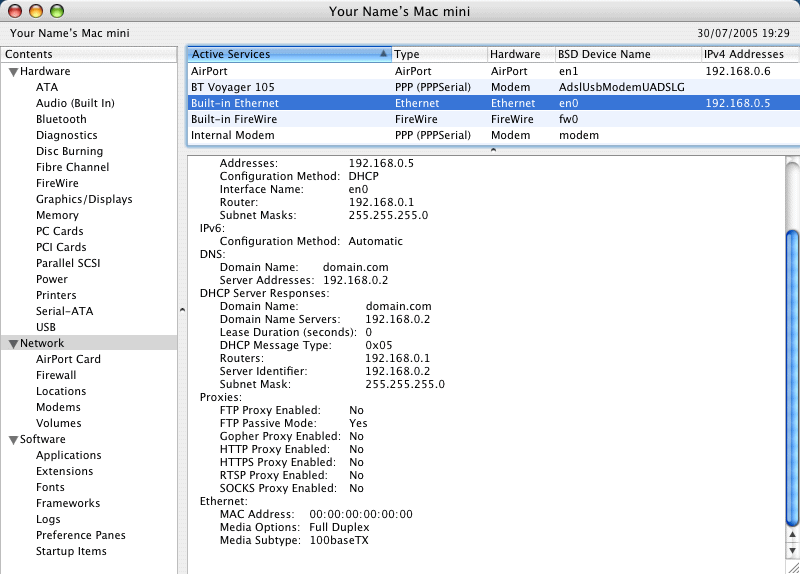 Your Name's Mac mini
Your Name's Mac mini 30/07/2005 19:29
Contents
Hardware
ATA
Audio (Built In)
Bluetooth
Diagnostics
Disc Burning
Fibre Channel
FireWire
Graphics/Displays
Memory
PC Cards
PCI Cards
Parallel SCSI
Power
Printers
Serial-ATA
USB
Network
AirPort Card
Firewall
Locations
Modems
Volumes
Software
Applications
Extensions
Fonts
Frameworks
Logs
Preference Panes
Startup Items
Active Services Type Hardware BSD Device Name IPv4 Addresses
AirPort AirPort AirPort en1 192.168.0.6
BT Voyager 105 PPP (PPPSerial) Modem AdslUsbModemUADSLG
Built-in Ethernet Ethernet Ethernet en0 192.168.0.5
Built-in FireWire FireWire FireWire fw0
Internal Modem PPP (PPPSerial) Modem modem
Addresses: 192.168.0.5
Configuration Method: DHCP
Interface Name: en0
Router: 192.168.0.1
Subnet Masks: 255.255.255.0
IPv6:
Configuration Method: Automatic
DNS:
Domain Name: domain.com
Server Addresses: 192.168.0.2
DHCP Server Responses:
Domain Name: domain.com
Domain Name Servers: 192.168.0.2
Lease Duration (seconds): 0
DHCP Message Type: 0x05
Routers: 192.168.0.1
Server Identifier: 192.168.0.2
Subnet Mask: 255.255.255.0
Proxies:
FTP Proxy Enabled: No
FTP Passive Mode: Yes
Gopher Proxy Enabled: No
HTTP Proxy Enabled: No
HTTPS Proxy Enabled: No
RTSP Proxy Enabled: No
SOCKS Proxy Enabled: No
Ethernet:
MAC Address: 00:00:00:00:00:00
Media Options: Full Duplex
Media Subtype: 100baseTX